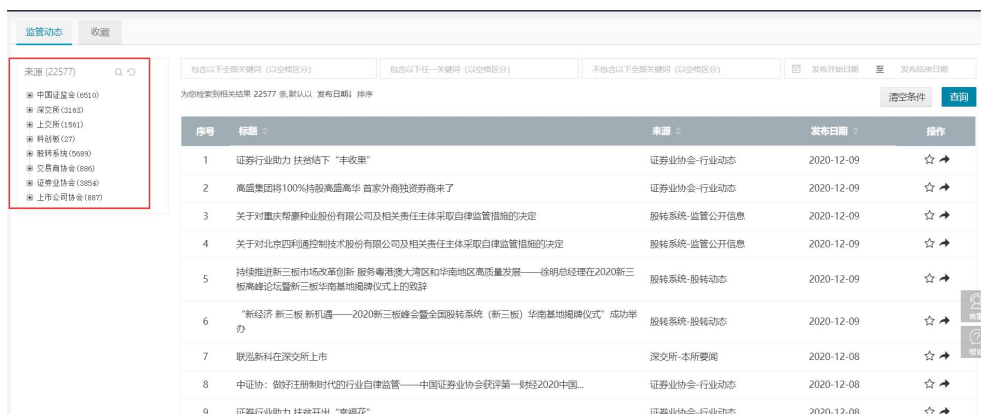 监管动态 收藏
来源 (22577)
中国证监会(6510)
深交所(3163)
上交所(1561)
科创板(27)
股转系统(5689)
交易商协会(886)
证券业协会(3854)
上市公司协会(887)
包含以下全部关键词 (以空格区分) 包含以下任一关键词 (以空格区分) 不包含以下全部关键词 (以空格区分) 发布开始日期 至 发布结束日期
为您检索到相关结果 22577 条,默认以 发布日期↓ 排序
清空条件 查询
序号 标题 来源 发布日期 操作
1 证券行业助力 扶贫结下“丰收果” 证券业协会-行业动态 2020-12-09
2 高盛集团将100%持股高盛高华 首家外商独资券商来了 证券业协会-行业动态 2020-12-09
3 关于对重庆帮豪种业股份有限公司及相关责任主体采取自律监管措施的决定 股转系统-监管公开信息 2020-12-09
4 关于对北京四利通控制技术股份有限公司及相关责任主体采取自律监管措施的决定 股转系统-监管公开信息 2020-12-09
5 持续推进新三板市场改革创新 服务粤港澳大湾区和华南地区高质量发展——徐明总经理在2020新三
板高峰论坛暨新三板华南基地揭牌仪式上的致辞 股转系统-股转动态 2020-12-09
6 “新经济 新三板 新机遇——2020新三板峰会暨全国股转系统（新三板）华南基地揭牌仪式”成功举
办 股转系统-股转动态 2020-12-09
7 联泓新科在深交所上市 深交所-本所要闻 2020-12-08
8 中证协：做好注册制时代的行业自律监管——中国证券业协会获评第一财经2020中国... 证券业协会-行业动态 2020-12-08
9 证券行业助力 扶贫开出“幸福花” 证券业协会-行业动态 2020-12-08